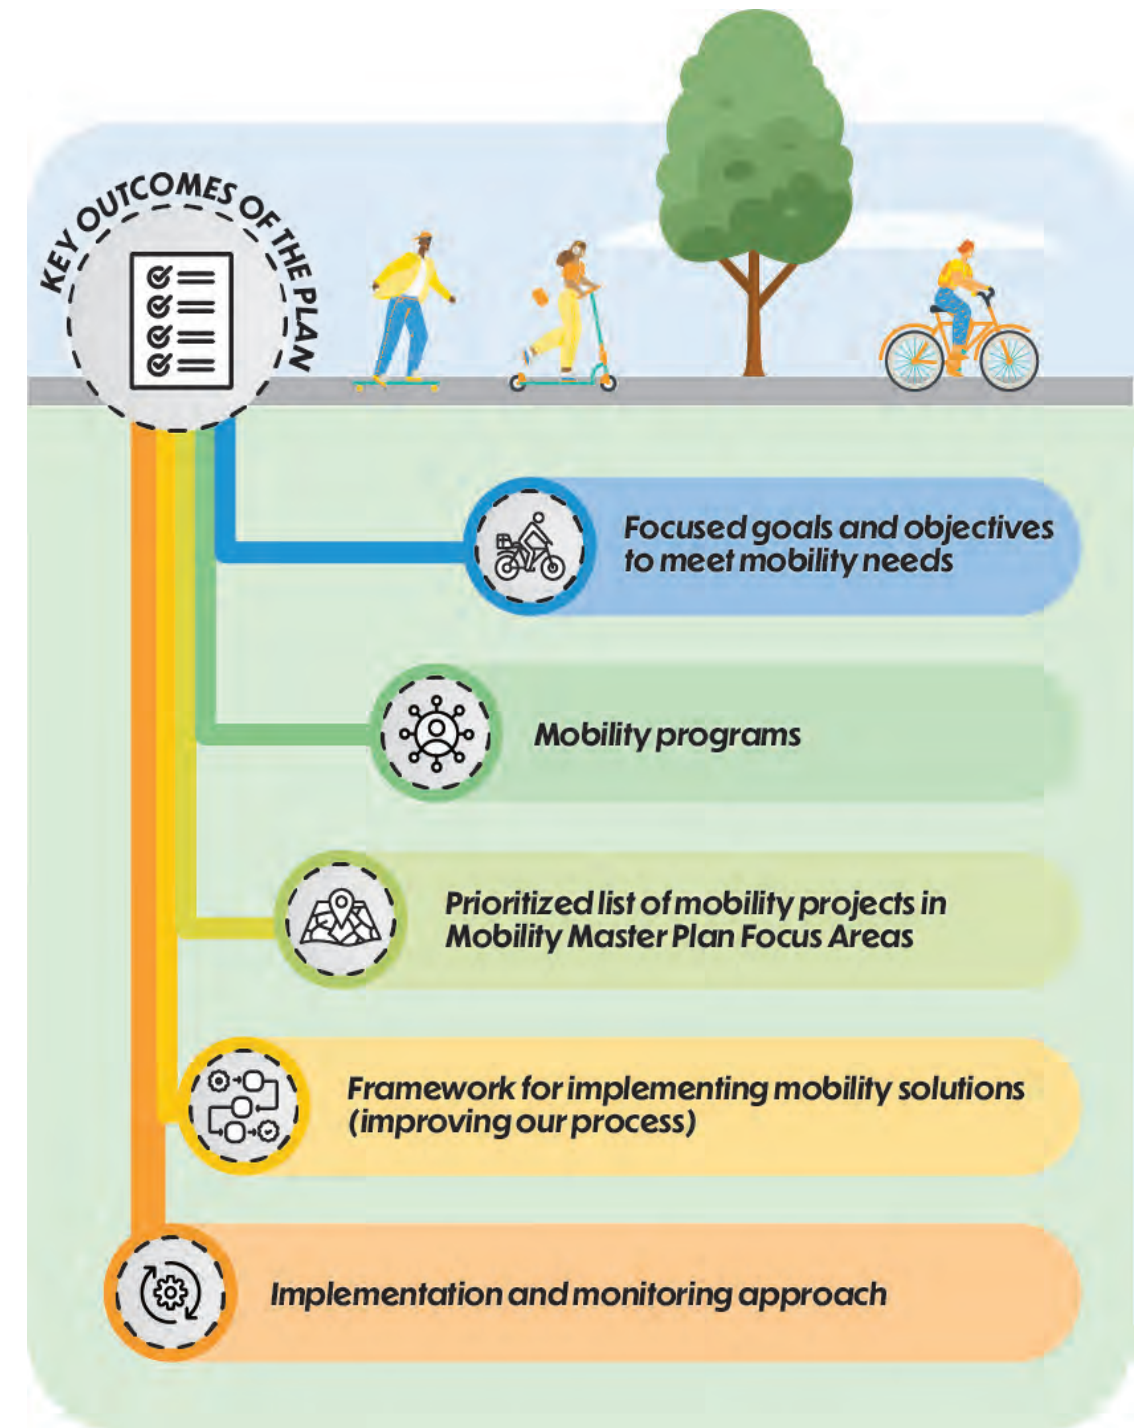 KEY OUTCOMES OF THE PLAN
Focused goals and objectives
to meet mobility needs
Mobility programs
Prioritized list of mobility projects in
Mobility Master Plan Focus Areas
Framework for implementing mobility solutions
(improving our process)
Implementation and monitoring approach